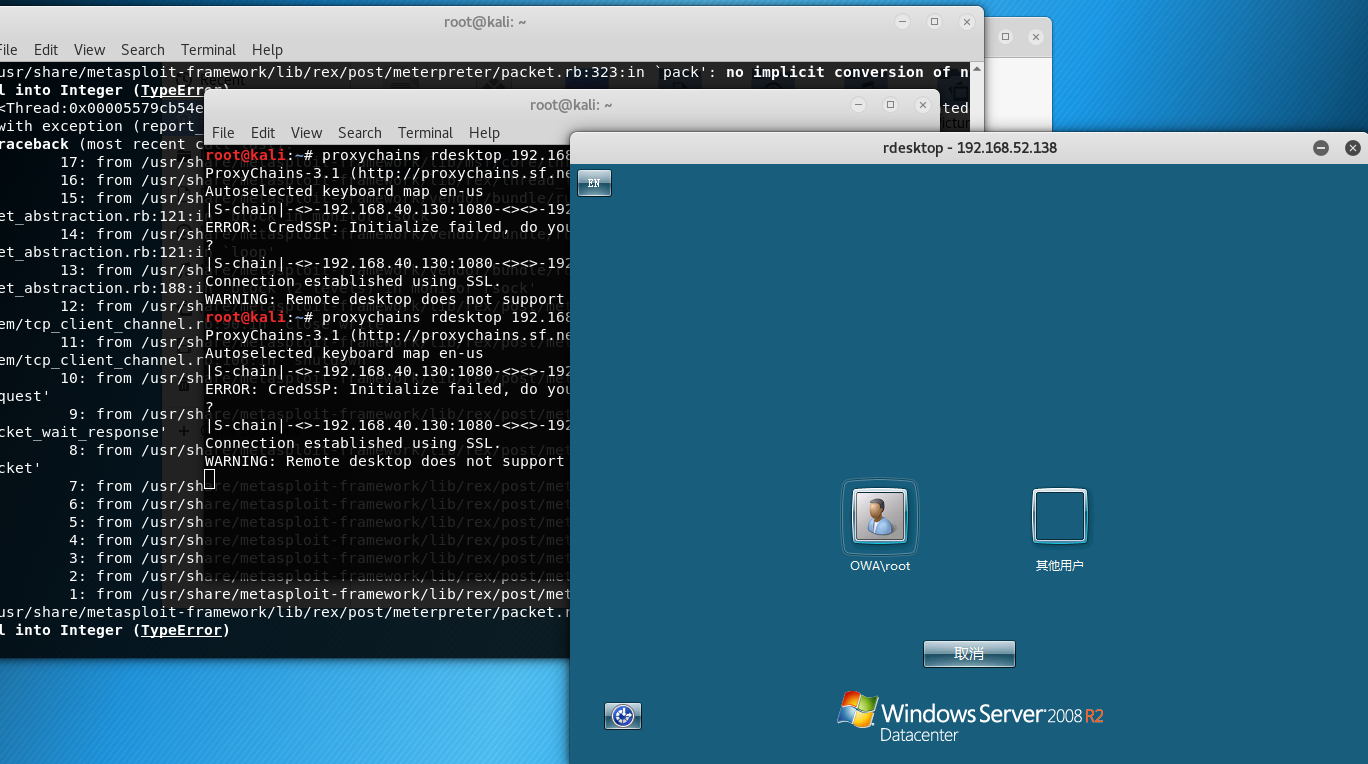 root@kali: ~
File Edit View Search Terminal Help
usr/share/metasploit-framework/lib/rex/post/meterpreter/packet.rb:323:in `pack': no implicit conversion of n
l into Integer (TypeError)
<Thread:0x00005579cb54e
ted
with exception (report_
raceback (most recent c
17: from /usr/sh
16: from /usr/sh
15: from /usr/sh
et_abstraction.rb:121:i
14: from /usr/sh
et_abstraction.rb:121:i
13: from /usr/sh
et_abstraction.rb:188:i
12: from /usr/sh
em/tcp_client_channel.r
11: from /usr/sh
em/tcp_client_channel.r
10: from /usr/sh
quest'
9: from /usr/sh
cket_wait_response'
8: from /usr/sh
cket'
7: from /usr/share/metasploit-framework/lib/rex/post/met
6: from /usr/share/metasploit-framework/lib/rex/post/met
5: from /usr/share/metasploit-framework/lib/rex/post/met
4: from /usr/share/metasploit-framework/lib/rex/post/met
3: from /usr/share/metasploit-framework/lib/rex/post/met
2: from /usr/share/metasploit-framework/lib/rex/post/met
1: from /usr/share/metasploit-framework/lib/rex/post/met
usr/share/metasploit-framework/lib/rex/post/meterpreter/packet.r
l into Integer (TypeError)
root@kali: ~
File Edit View Search Terminal Help
root@kali:~# proxychains rdesktop 192.168
ProxyChains-3.1 (http://proxychains.sf.ne
Autoselected keyboard map en-us
|S-chain|-<>-192.168.40.130:1080-<><>-192
ERROR: CredSSP: Initialize failed, do you
?
|S-chain|-<>-192.168.40.130:1080-<><>-192
Connection established using SSL.
WARNING: Remote desktop does not support
root@kali:~# proxychains rdesktop 192.168
ProxyChains-3.1 (http://proxychains.sf.ne
Autoselected keyboard map en-us
|S-chain|-<>-192.168.40.130:1080-<><>-192
ERROR: CredSSP: Initialize failed, do you
?
|S-chain|-<>-192.168.40.130:1080-<><>-192
Connection established using SSL.
WARNING: Remote desktop does not support
rdesktop - 192.168.52.138
EN
OWA\root
其他用户
取消
Windows Server 2008 R2
Datacenter